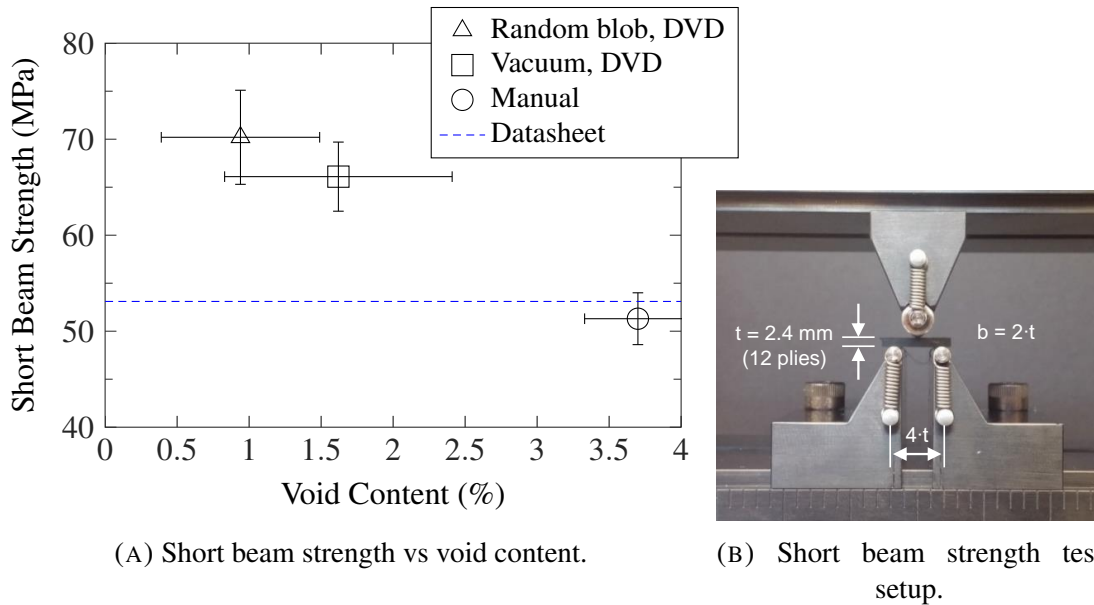 Random blob, DVD
Vacuum, DVD
Manual
Datasheet
80
70
60
50
40
Short Beam Strength (MPa)
0 0.5 1 1.5 2 2.5 3 3.5 4
Void Content (%)
(A) Short beam strength vs void content.
t = 2.4 mm
(12 plies)
b = 2·t
4·t
(B) Short beam strength tes
setup.